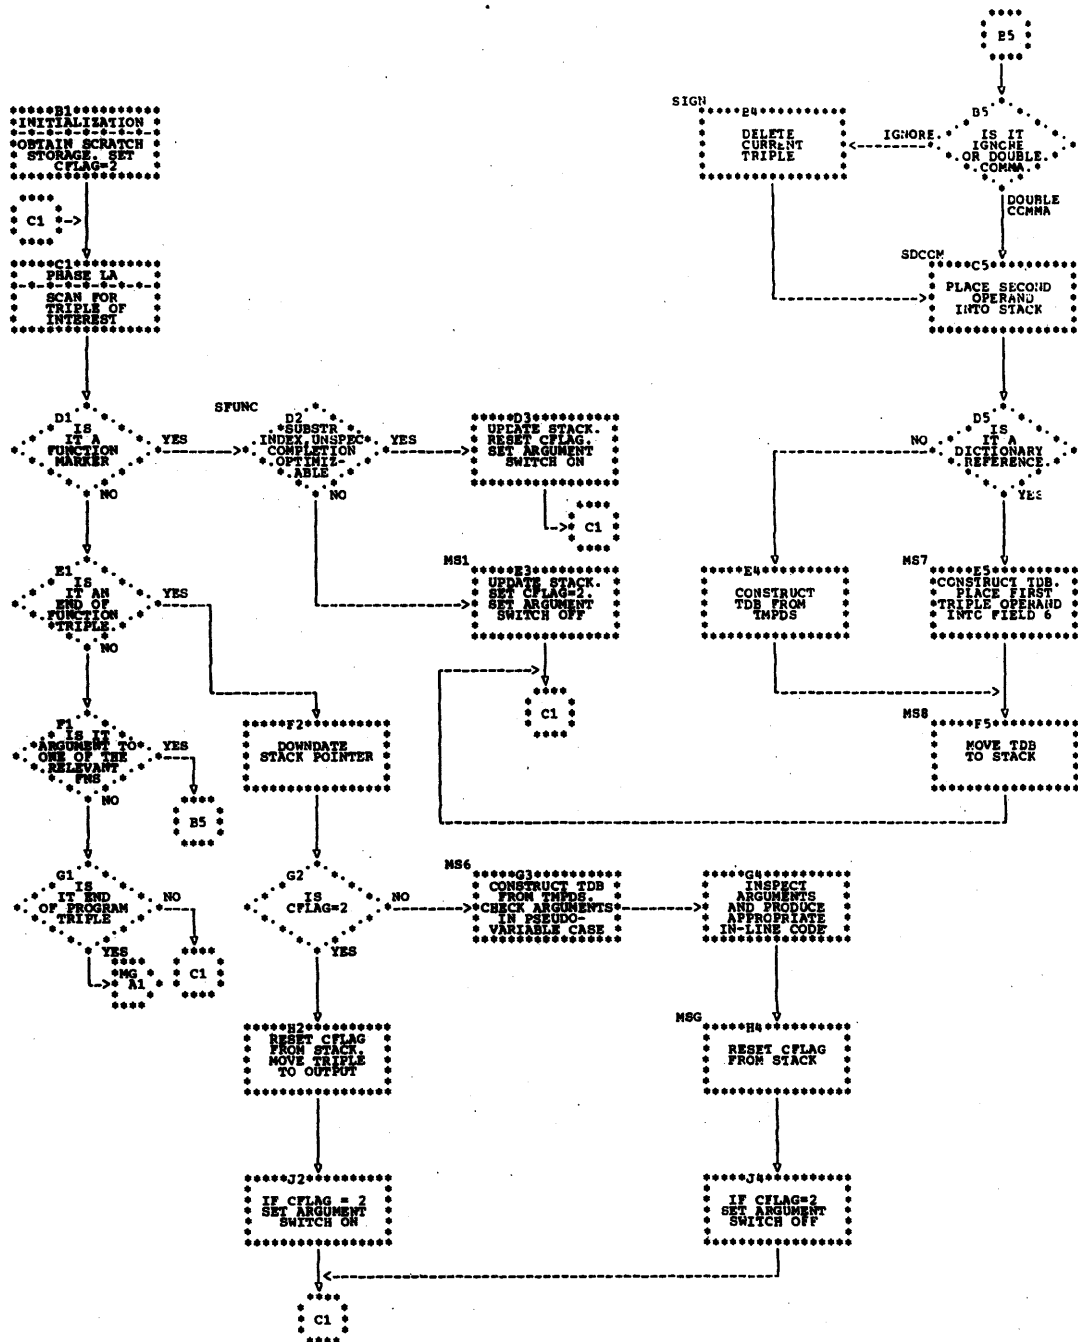 B1
INITIALIZATION
OBTAIN SCRATCH
STORAGE. SET
CFLAG=2
C1
C1
PHASE LA
SCAN FOR
TRIPLE OF
INTEREST
D1
IS
IT A
FUNCTION
MARKER
YES
NO
SFUNC
D2
SUBSTR
INDEX UNSPEC
COMPLETION
OPTIMIZ-
ABLE
YES
NO
D3
UPDATE STACK.
RESET CFLAG.
SET ARGUMENT
SWITCH ON
C1
E1
IS
IT AN
END OF
FUNCTION
TRIPLE.
YES
NO
MS1
E3
UPDATE STACK.
SET CFLAG=2.
SET ARGUMENT
SWITCH OFF
C1
F1
IS IT
ARGUMENT TO
ONE OF THE
RELEVANT
FNS
YES
NO
B5
F2
DOWNDATE
STACK POINTER
G1
IS
IT END
OF PROGRAM
TRIPLE
NO
YES
MG
A1
C1
G2
IS
CFLAG=2
NO
YES
MS6
G3
CONSTRUCT TDB
FROM TMPDS.
CHECK ARGUMENTS
IN PSEUDO-
VARIABLE CASE
G4
INSPECT
ARGUMENTS
AND PRODUCE
APPROPRIATE
IN-LINE CODE
H2
RESET CFLAG
FROM STACK.
MOVE TRIPLE
TO OUTPUT
MSG
H4
RESET CFLAG
FROM STACK
J2
IF CFLAG = 2
SET ARGUMENT
SWITCH ON
J4
IF CFLAG=2
SET ARGUMENT
SWITCH OFF
C1
B5
SIGN
B4
DELETE
CURRENT
TRIPLE
IGNORE
B5
IS IT
IGNORE
OR DOUBLE
COMMA.
DOUBLE
CCMMA
SDCCM
C5
PLACE SECOND
OPERAND
INTO STACK
D5
IS
IT A
DICTIONARY
REFERENCE.
NO
YES
E4
CONSTRUCT
TDB FROM
TMPDS
MS7
E5
CONSTRUCT TDB.
PLACE FIRST
TRIPLE OPERAND
INTC FIELD 6
MS8
F5
MOVE TDB
TO STACK